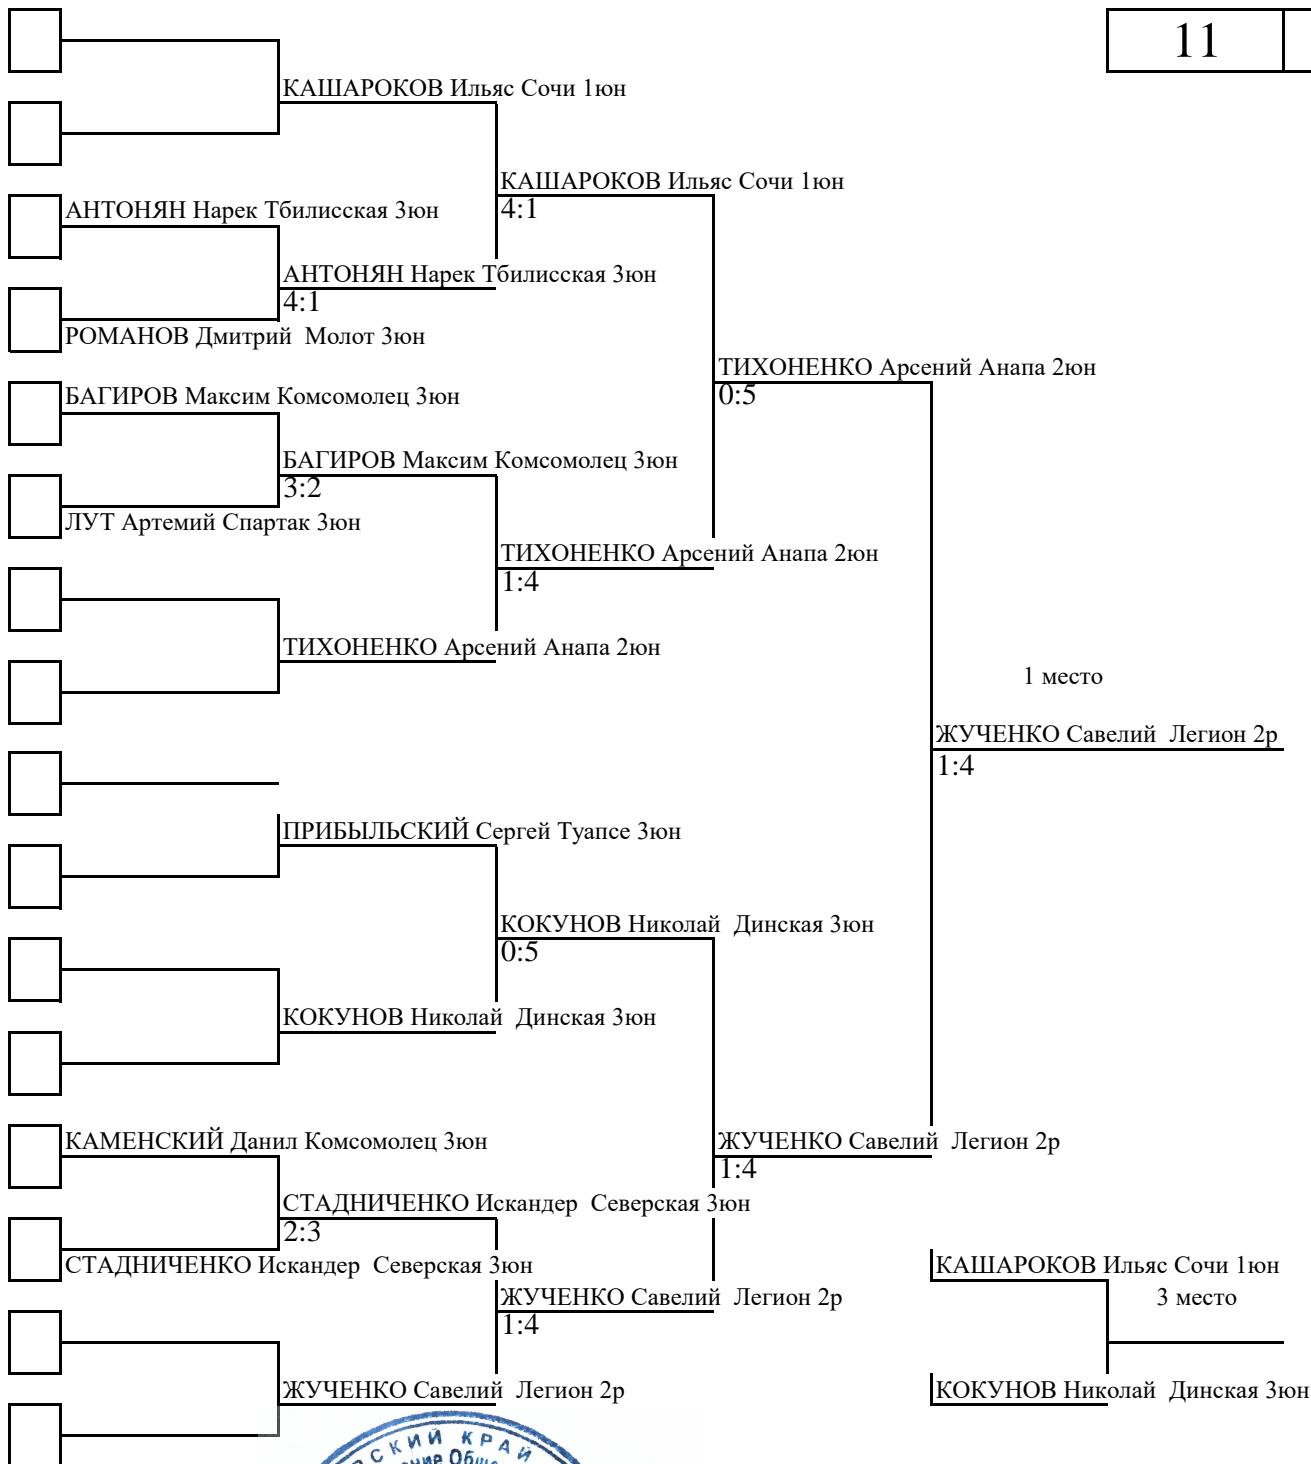 11
КАШАРОКОВ Ильяс Сочи 1юн
КАШАРОКОВ Ильяс Сочи 1юн
4:1
АНТОНЯН Нарек Тбилисская 3юн
АНТОНЯН Нарек Тбилисская 3юн
4:1
РОМАНОВ Дмитрий Молот 3юн
ТИХОНЕНКО Арсений Анапа 2юн
0:5
БАГИРОВ Максим Комсомолец 3юн
БАГИРОВ Максим Комсомолец 3юн
3:2
ЛУТ Артемий Спартак 3юн
ТИХОНЕНКО Арсений Анапа 2юн
1:4
ТИХОНЕНКО Арсений Анапа 2юн
1 место
ЖУЧЕНКО Савелий Легион 2р
1:4
ПРИБЫЛЬСКИЙ Сергей Туапсе 3юн
КОКУНОВ Николай Динская 3юн
0:5
КОКУНОВ Николай Динская 3юн
КАМЕНСКИЙ Данил Комсомолец 3юн
ЖУЧЕНКО Савелий Легион 2р
1:4
СТАДНИЧЕНКО Искандер Северская 3юн
2:3
СТАДНИЧЕНКО Искандер Северская 3юн
КАШАРОКОВ Ильяс Сочи 1юн
ЖУЧЕНКО Савелий Легион 2р
3 место
1:4
ЖУЧЕНКО Савелий Легион 2р
КОКУНОВ Николай Динская 3юн
КРАЙ